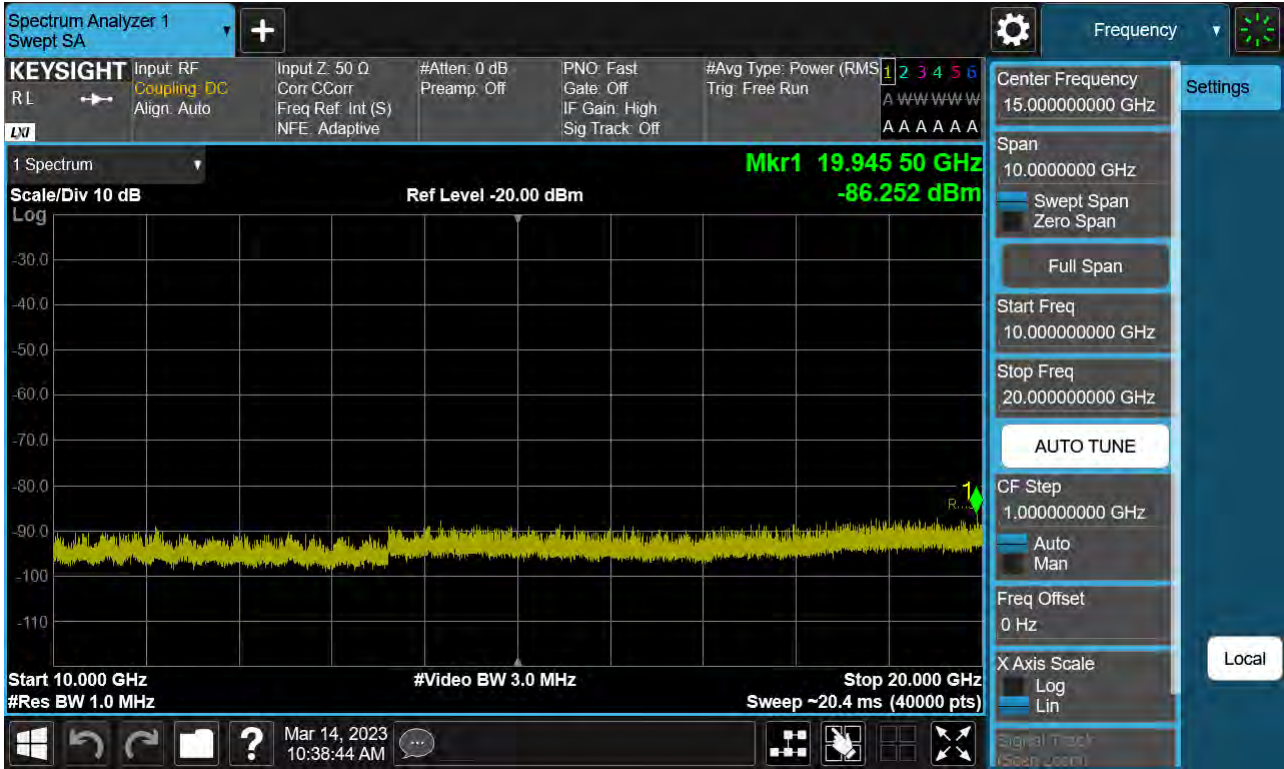 Spectrum Analyzer 1
Swept SA
Frequency
KEYSIGHT
R L
LXI
Input: RF
Coupling: DC
Align: Auto
Input Z: 50 Ω
Corr CCorr
Freq Ref: Int (S)
NFE: Adaptive
#Atten: 0 dB
Preamp: Off
PNO: Fast
Gate: Off
IF Gain: High
Sig Track: Off
#Avg Type: Power (RMS
Trig: Free Run
1 2 3 4 5 6
A W W W W W
A A A A A A
1 Spectrum
Scale/Div 10 dB
Log
Ref Level -20.00 dBm
Mkr1 19.945 50 GHz
-86.252 dBm
-30.0
-40.0
-50.0
-60.0
-70.0
-80.0
-90.0
-100
-110
1
Start 10.000 GHz
#Res BW 1.0 MHz
#Video BW 3.0 MHz
Stop 20.000 GHz
Sweep ~20.4 ms (40000 pts)
Center Frequency
15.000000000 GHz
Span
10.0000000 GHz
Swept Span
Zero Span
Full Span
Start Freq
10.000000000 GHz
Stop Freq
20.000000000 GHz
AUTO TUNE
CF Step
1.000000000 GHz
Auto
Man
Freq Offset
0 Hz
X Axis Scale
Log
Lin
Signal Track
(Span Zoom)
Settings
Local
?
Mar 14, 2023
10:38:44 AM